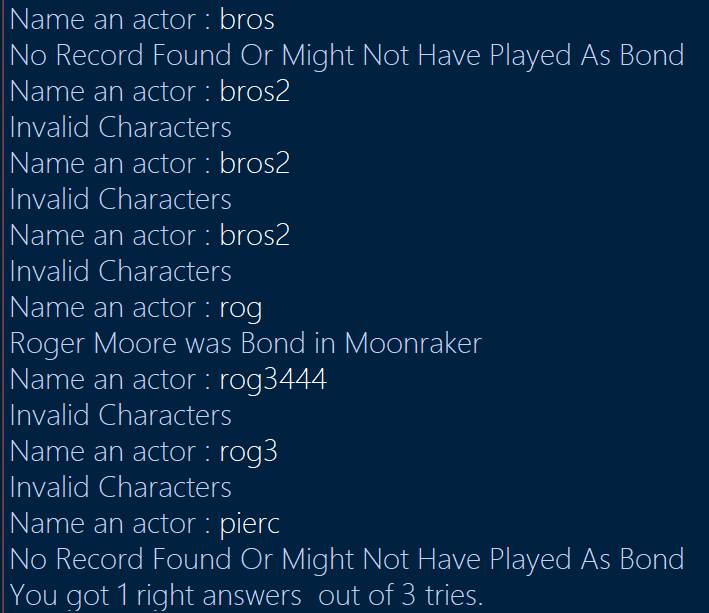 Name an actor : bros
No Record Found Or Might Not Have Played As Bond
Name an actor : bros2
Invalid Characters
Name an actor : bros2
Invalid Characters
Name an actor : bros2
Invalid Characters
Name an actor : rog
Roger Moore was Bond in Moonraker
Name an actor : rog3444
Invalid Characters
Name an actor : rog3
Invalid Characters
Name an actor : pierc
No Record Found Or Might Not Have Played As Bond
You got 1 right answers  out of 3 tries.